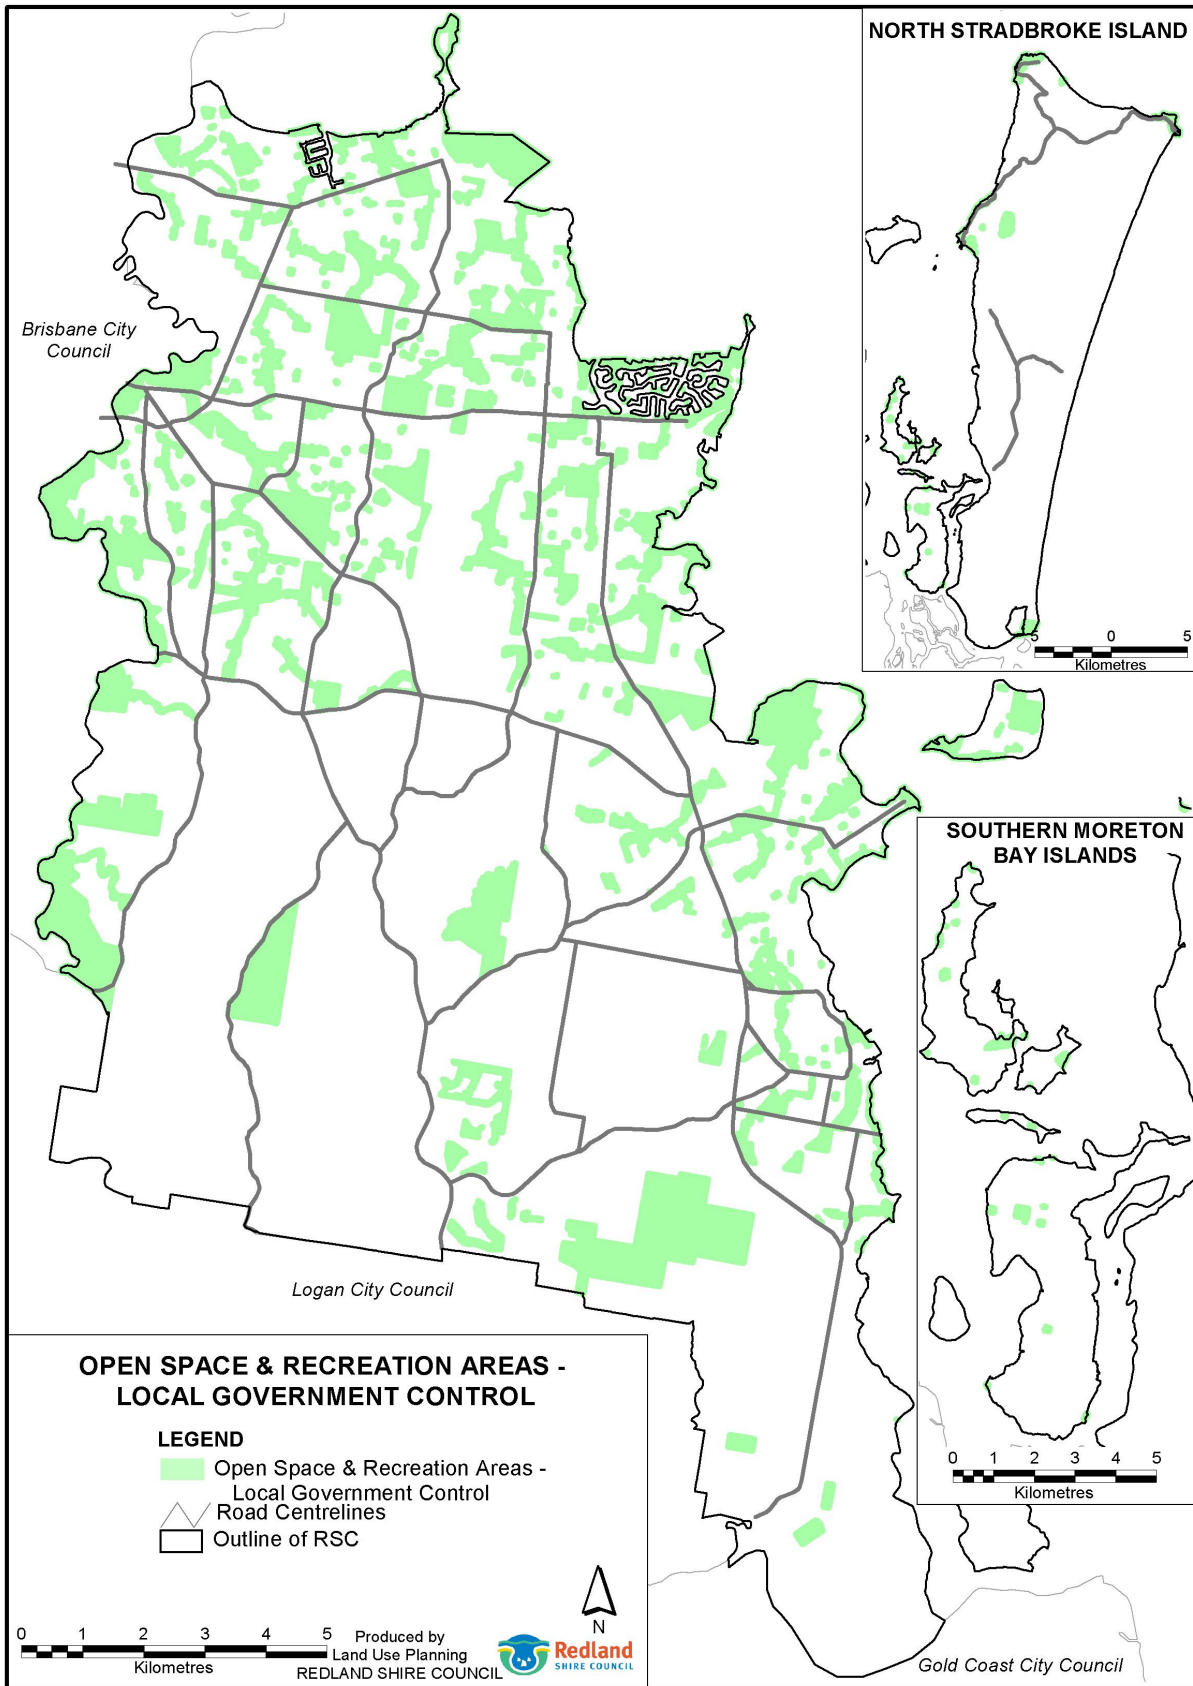 NORTH STRADBROKE ISLAND
Brisbane City
Council
5 0 5
Kilometres
SOUTHERN MORETON
BAY ISLANDS
Logan City Council
OPEN SPACE & RECREATION AREAS -
LOCAL GOVERNMENT CONTROL
LEGEND
Open Space & Recreation Areas -
Local Government Control
Road Centrelines
Outline of RSC
0 1 2 3 4 5
Kilometres
N
0 1 2 3 4 5
Kilometres
Produced by
Land Use Planning
REDLAND SHIRE COUNCIL
Redland
SHIRE COUNCIL
Gold Coast City Council